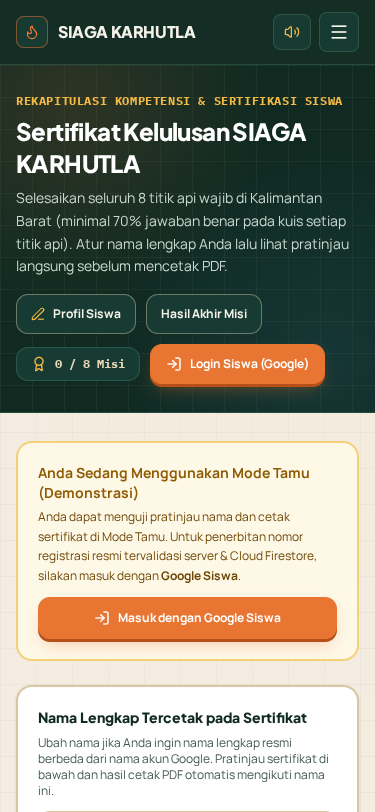 SIAGA KARHUTLA
REKAPITULASI KOMPETENSI & SERTIFIKASI SISWA
Sertifikat Kelulusan SIAGA
KARHUTLA
Selesaikan seluruh 8 titik api wajib di Kalimantan
Barat (minimal 70% jawaban benar pada kuis setiap
titik api). Atur nama lengkap Anda lalu lihat pratinjau
langsung sebelum mencetak PDF.
Profil Siswa
Hasil Akhir Misi
0 / 8 Misi
Login Siswa (Google)
Anda Sedang Menggunakan Mode Tamu
(Demonstrasi)
Anda dapat menguji pratinjau nama dan cetak
sertifikat di Mode Tamu. Untuk penerbitan nomor
registrasi resmi tervalidasi server & Cloud Firestore,
silakan masuk dengan Google Siswa.
Masuk dengan Google Siswa
Nama Lengkap Tercetak pada Sertifikat
Ubah nama jika Anda ingin nama lengkap resmi
berbeda dari nama akun Google. Pratinjau sertifikat di
bawah dan hasil cetak PDF otomatis mengikuti nama
ini.